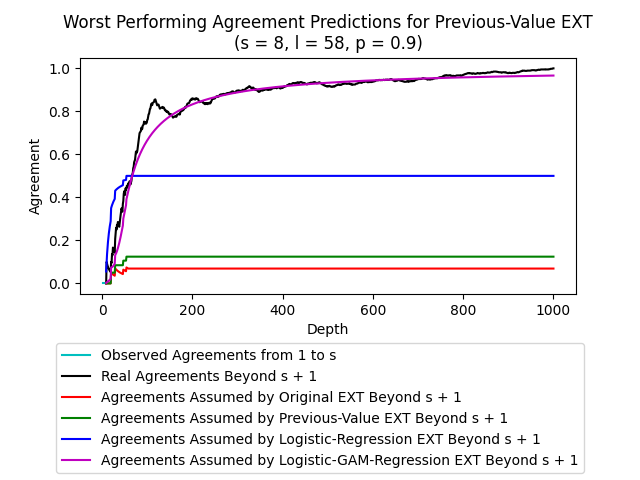 Worst Performing Agreement Predictions for Previous-Value EXT
(s = 8, l = 58, p = 0.9)
1.0
0.8
0.6
0.4
0.2
0.0
Agreement
0
200
400
600
800
1000
Depth
Observed Agreements from 1 to s
Real Agreements Beyond s + 1
Agreements Assumed by Original EXT Beyond s + 1
Agreements Assumed by Previous-Value EXT Beyond s + 1
Agreements Assumed by Logistic-Regression EXT Beyond s + 1
Agreements Assumed by Logistic-GAM-Regression EXT Beyond s + 1